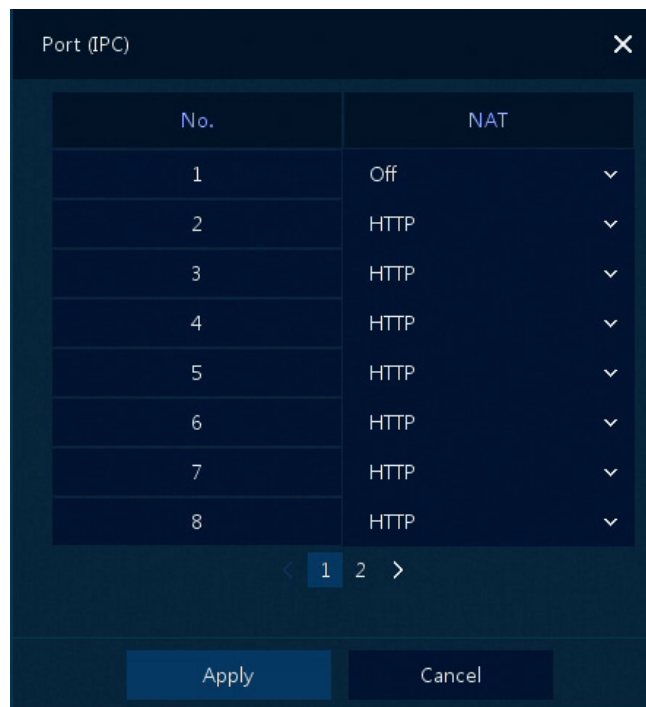 Port (IPC)
No. NAT
1 Off
2 HTTP
3 HTTP
4 HTTP
5 HTTP
6 HTTP
7 HTTP
8 HTTP
1 2
Apply Cancel